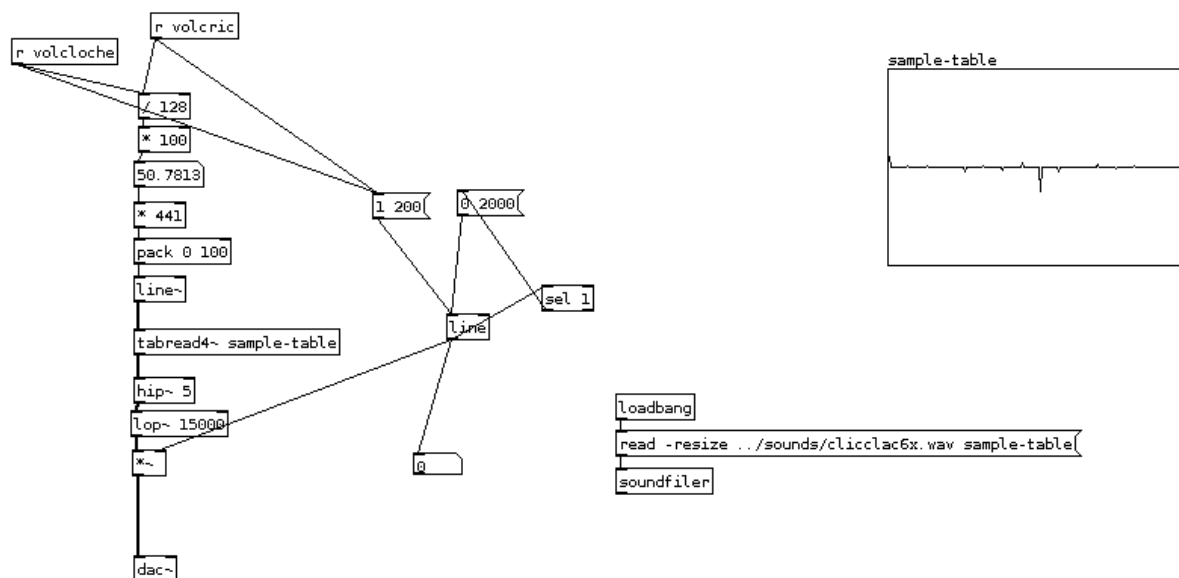 r volcric
r volcloche
sample-table
/ 128
* 100
50.7813
1 200
0 2000
* 441
pack 0 100
line~
sel 1
line
tabread4~ sample-table
hip~ 5
loadbang
lop~ 15000
read -resize ../sounds/clicclac6x.wav sample-table
*~
0
soundfiler
dac~